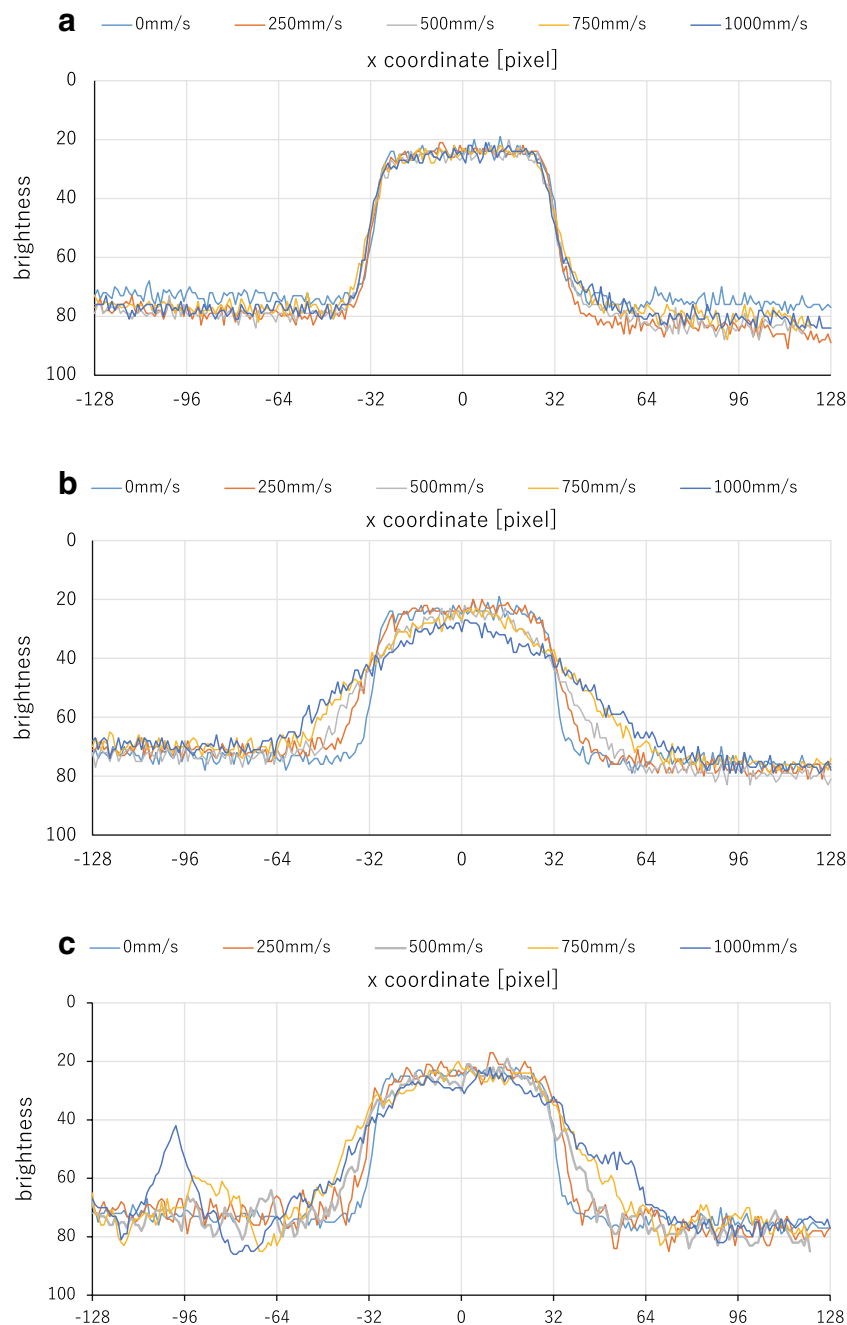 a 0mm/s 250mm/s 500mm/s 750mm/s 1000mm/s
x coordinate [pixel]
brightness
0
20
40
60
80
100
-128 -96 -64 -32 0 32 64 96 128
b 0mm/s 250mm/s 500mm/s 750mm/s 1000mm/s
x coordinate [pixel]
brightness
0
20
40
60
80
100
-128 -96 -64 -32 0 32 64 96 128
c 0mm/s 250mm/s 500mm/s 750mm/s 1000mm/s
x coordinate [pixel]
brightness
0
20
40
60
80
100
-128 -96 -64 -32 0 32 64 96 128